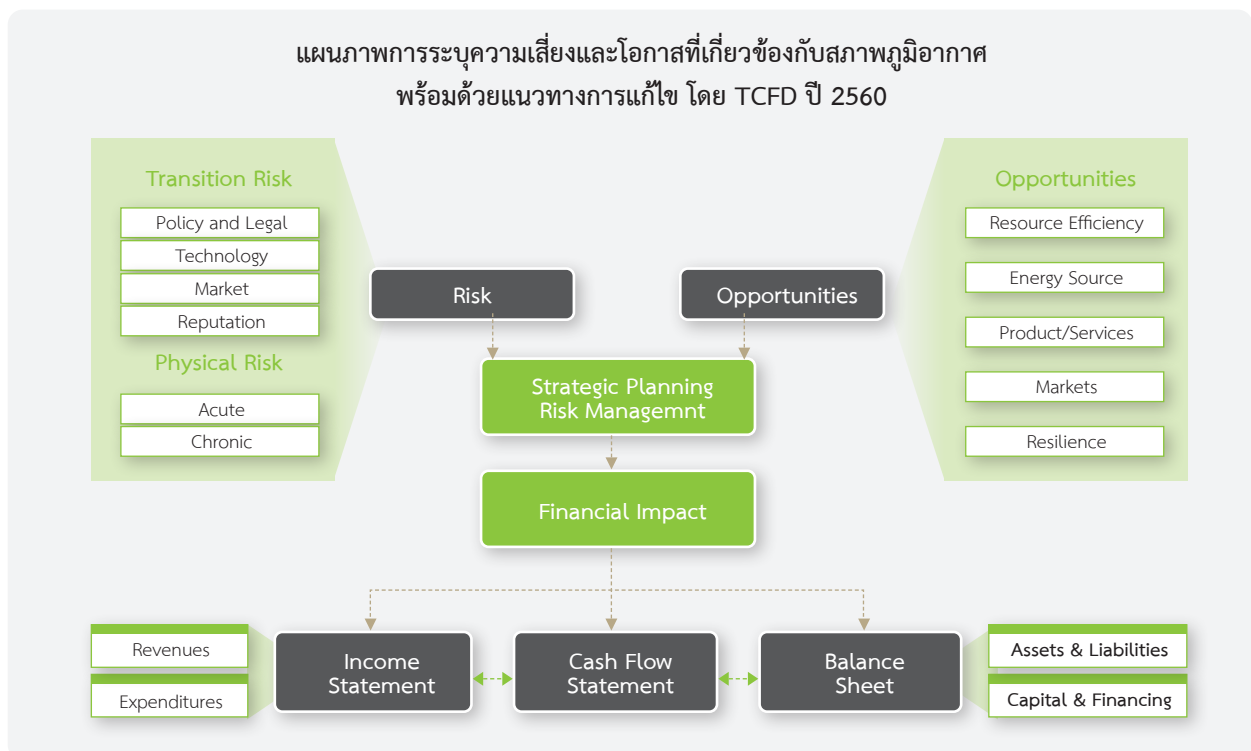 แผนภาพการระบุความเสี่ยงและโอกาสที่เกี่ยวข้องกับสภาพภูมิอากาศ
พร้อมด้วยแนวทางการแก้ไข โดย TCFD ปี 2560
Transition Risk
Policy and Legal
Technology
Market
Reputation
Physical Risk
Acute
Chronic
Risk
Opportunities
Opportunities
Resource Efficiency
Energy Source
Product/Services
Markets
Resilience
Strategic Planning
Risk Managemnt
Financial Impact
Revenues
Expenditures
Income
Statement
Cash Flow
Statement
Balance
Sheet
Assets & Liabilities
Capital & Financing